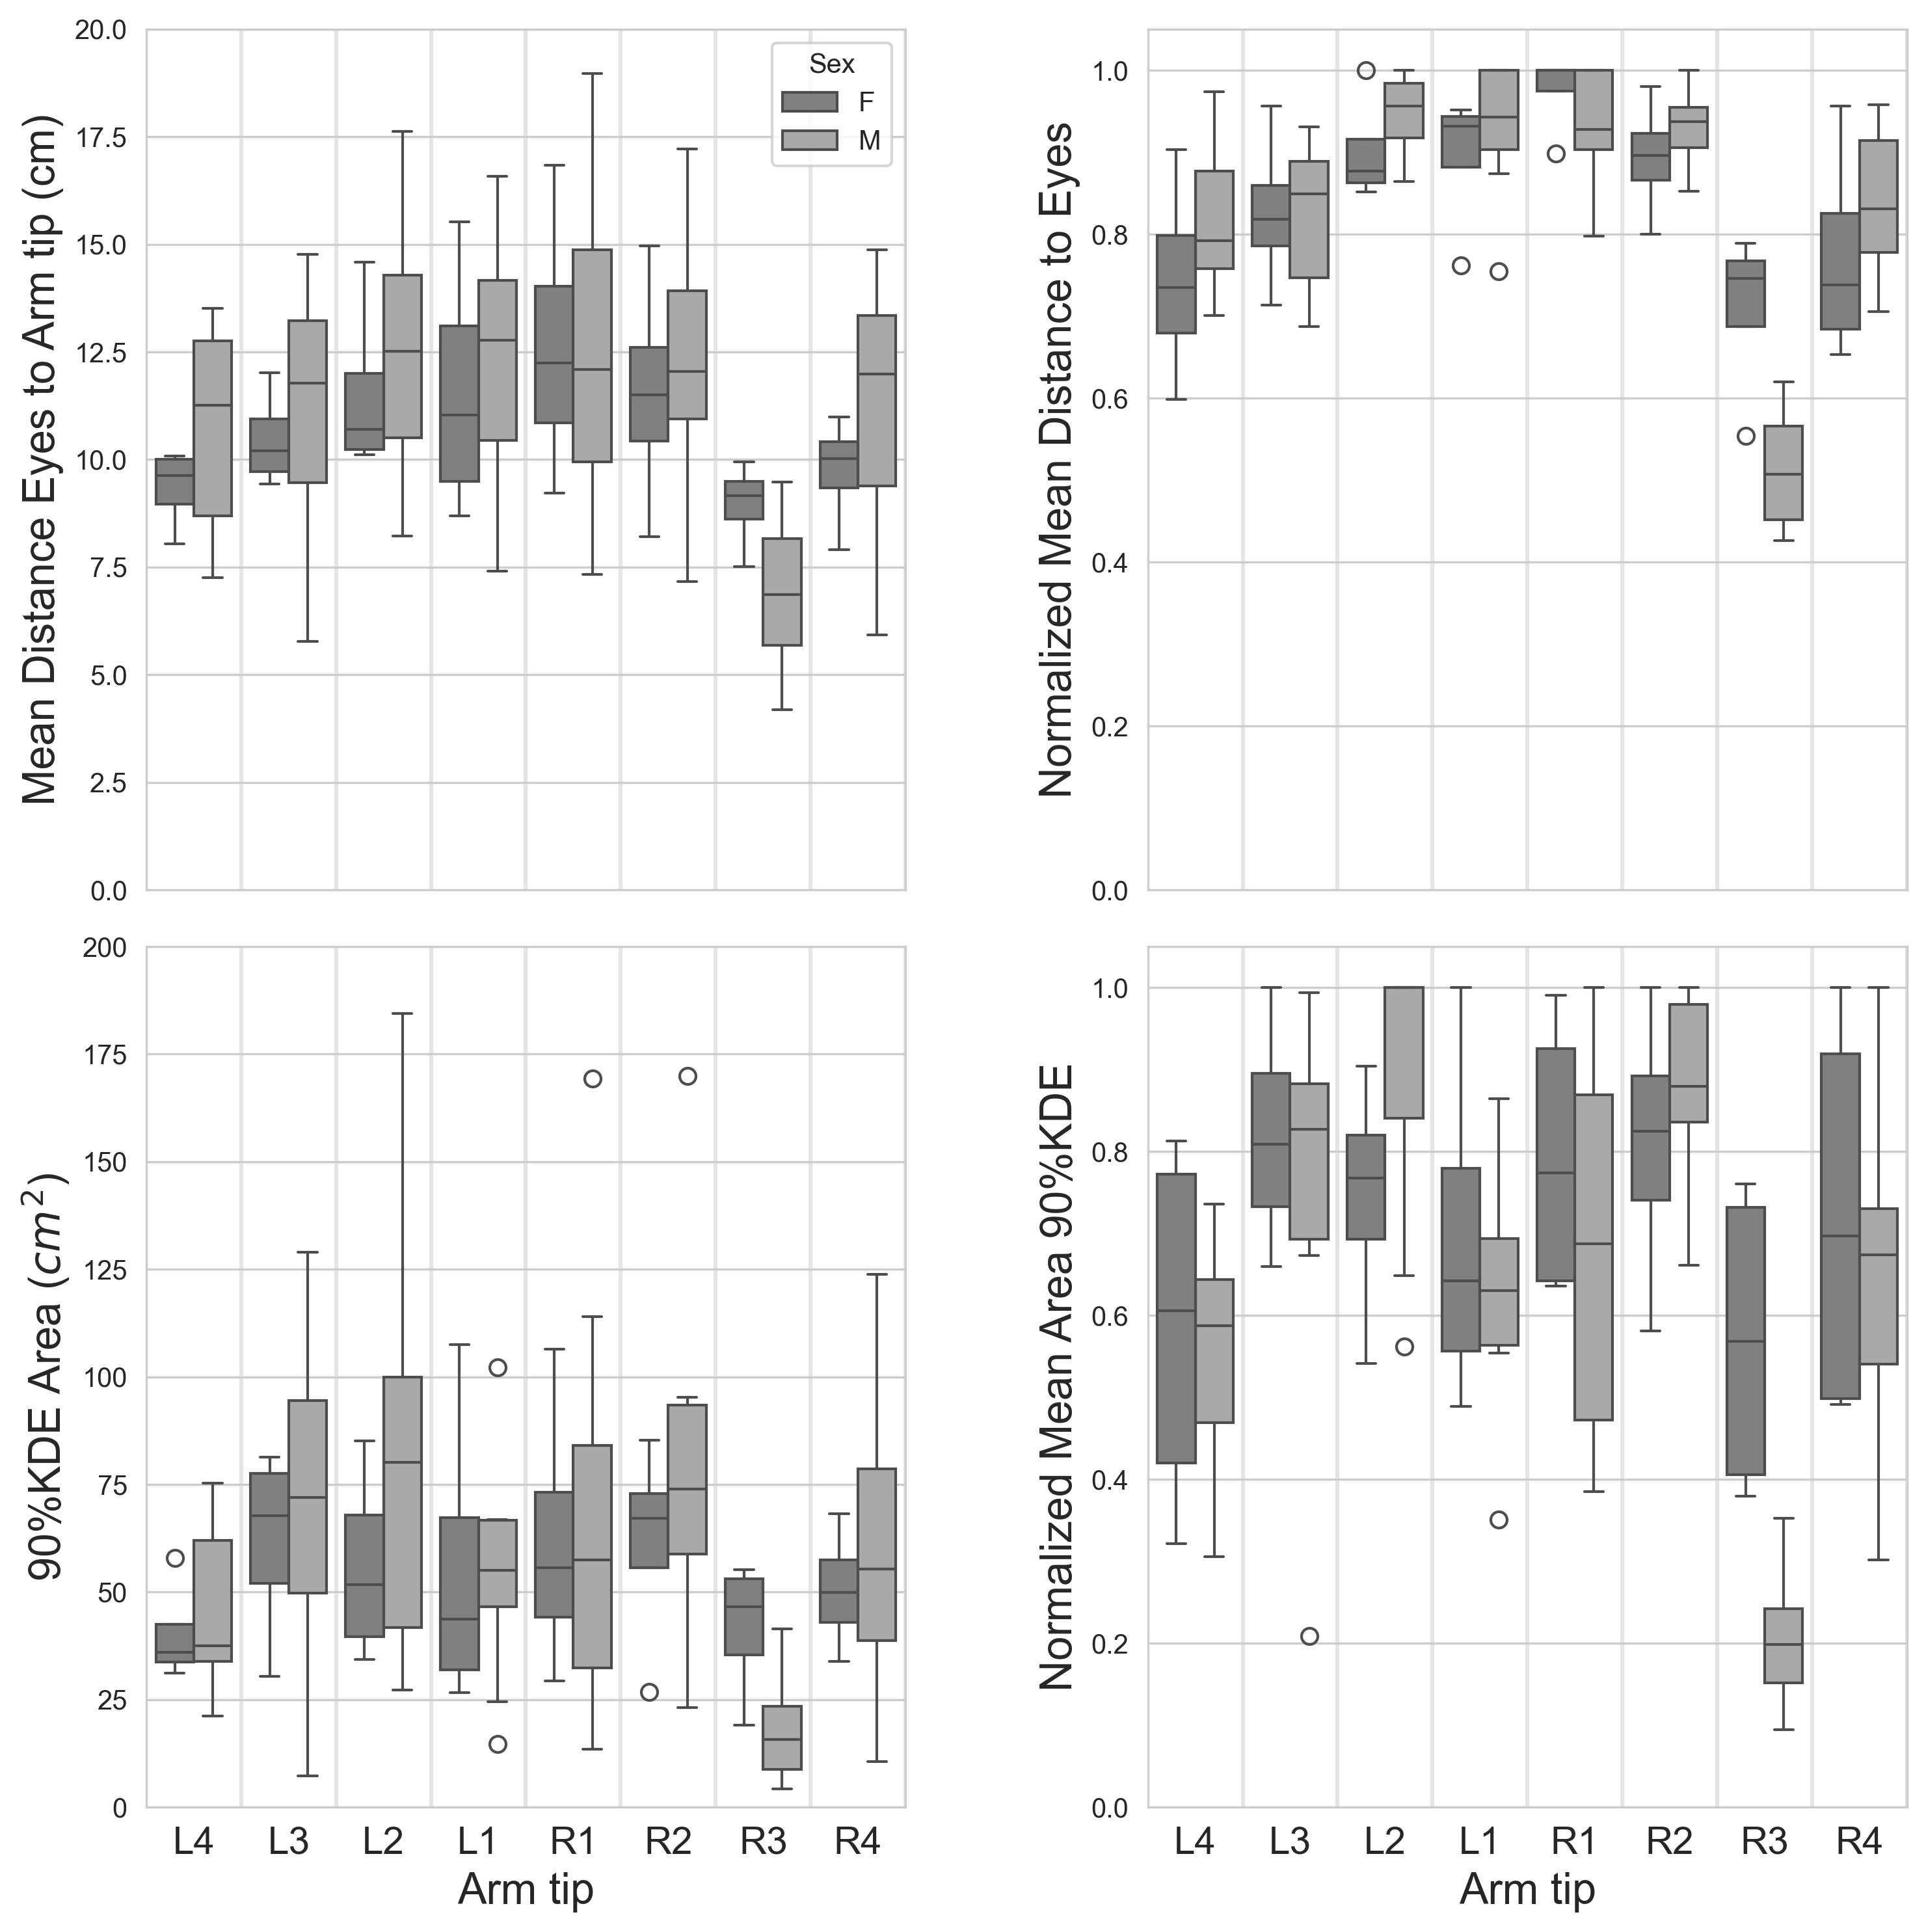 Mean Distance Eyes to Arm tip (cm)
20.0
17.5
15.0
12.5
10.0
7.5
5.0
2.5
0.0
Sex
F
M
Normalized Mean Distance to Eyes
1.0
0.8
0.6
0.4
0.2
0.0
90%KDE Area (cm²)
200
175
150
125
100
75
50
25
0
L4 L3 L2 L1 R1 R2 R3 R4
Arm tip
Normalized Mean Area 90%KDE
1.0
0.8
0.6
0.4
0.2
0.0
L4 L3 L2 L1 R1 R2 R3 R4
Arm tip